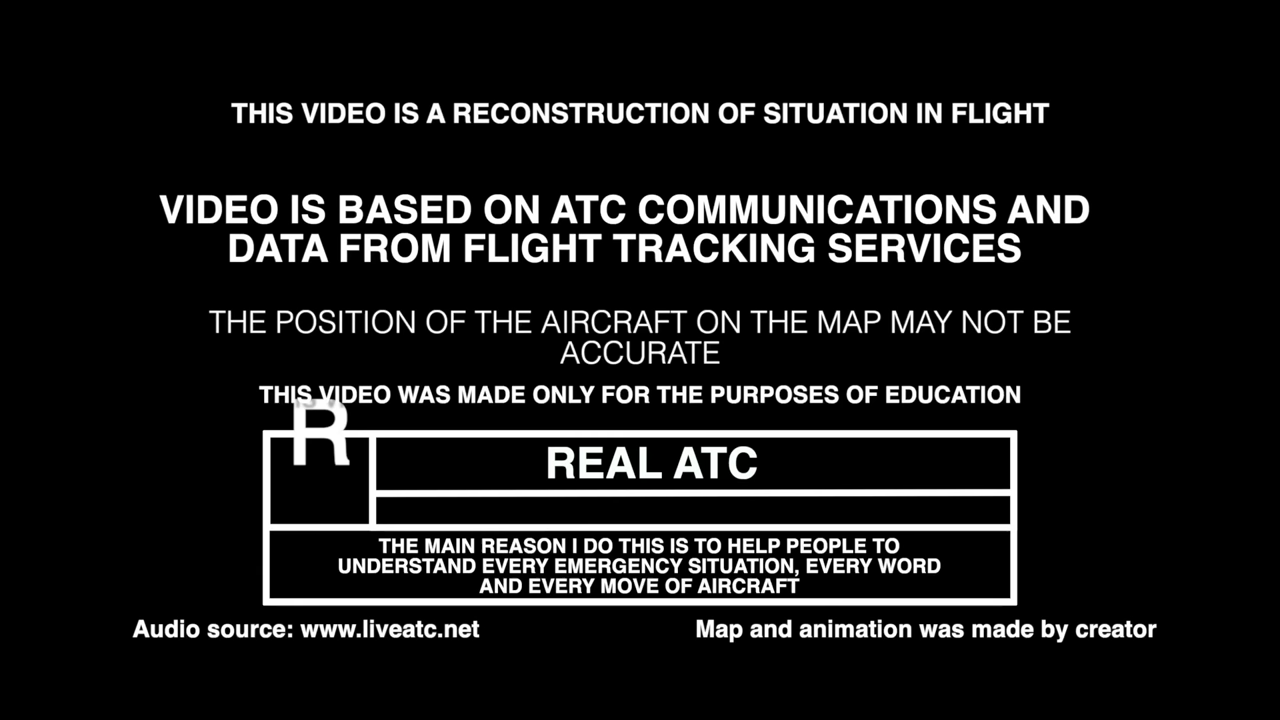 THIS VIDEO IS A RECONSTRUCTION OF SITUATION IN FLIGHT
VIDEO IS BASED ON ATC COMMUNICATIONS AND
DATA FROM FLIGHT TRACKING SERVICES
THE POSITION OF THE AIRCRAFT ON THE MAP MAY NOT BE
ACCURATE
THIS VIDEO WAS MADE ONLY FOR THE PURPOSES OF EDUCATION
R
REAL ATC
THE MAIN REASON I DO THIS IS TO HELP PEOPLE TO
UNDERSTAND EVERY EMERGENCY SITUATION, EVERY WORD
AND EVERY MOVE OF AIRCRAFT
Audio source: www.liveatc.net
Map and animation was made by creator